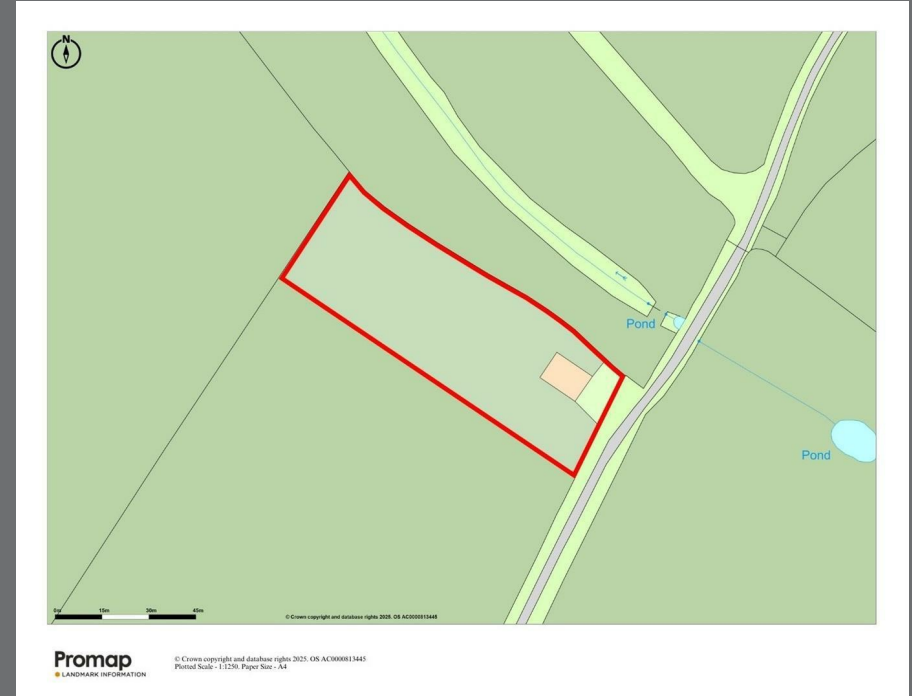 N
Pond
Pond
0m 15m 30m 45m
© Crown copyright and database rights 2025. OS AC0000813445
Promap
LANDMARK INFORMATION
© Crown copyright and database rights 2025. OS AC0000813445
Plotted Scale - 1:1250. Paper Size - A4